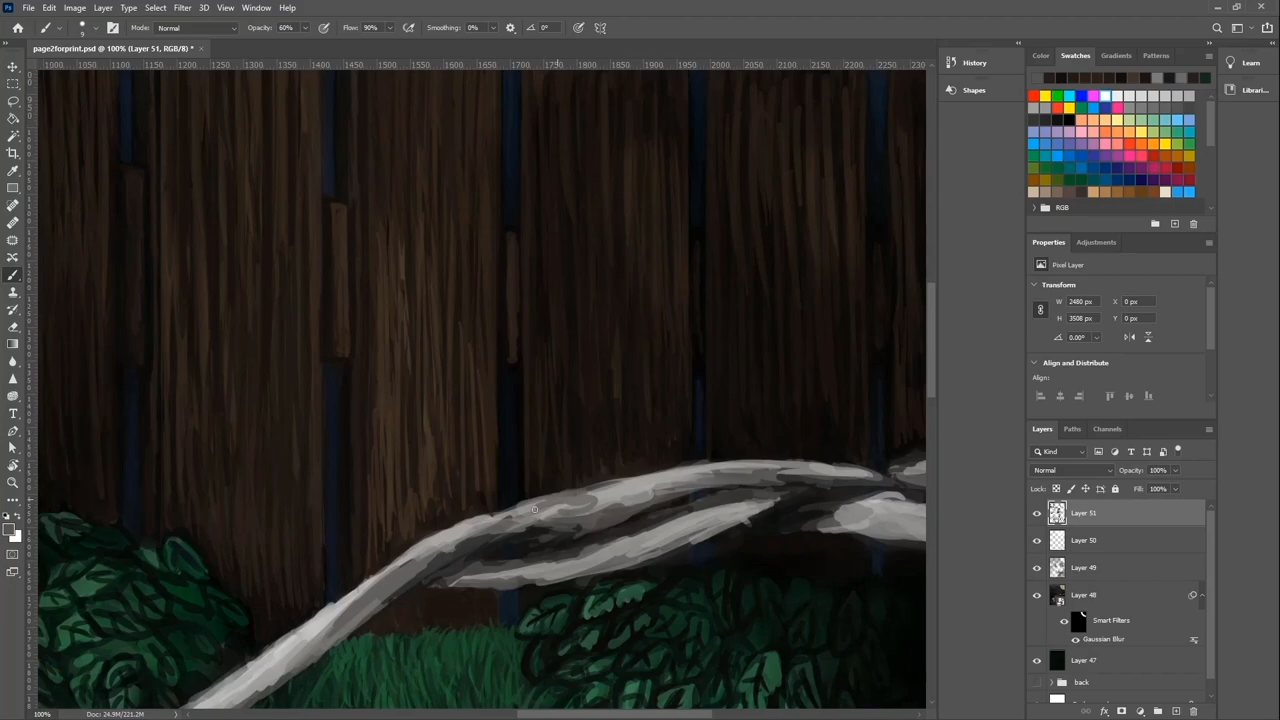 File Edit Image Layer Type Select Filter 3D View Window Help
Mode: Normal Opacity: 60% Flow: 90% Smoothing: 0% 0°
page2forprint.psd @ 100% (Layer 51, RGB/8) *
1000 1050 1100 1150 1200 1250 1300 1350 1400 1450 1500 1550 1600 1650 1700 1750 1800 1850 1900 1950 2000 2050 2100 2150 2200 2250 230
9
History
Shapes
Color Swatches Gradients Patterns
RGB
Learn
Librari...
Properties Adjustments
Pixel Layer
Transform
W 2480 px X 0 px
H 3508 px Y 0 px
0.00°
Align and Distribute
Align:
Layers Paths Channels
Kind
Normal Opacity: 100%
Lock: Fill: 100%
Layer 51
Layer 50
Layer 49
Layer 48
Smart Filters
Gaussian Blur
Layer 47
back
100% Doc: 24.9M/221.2M